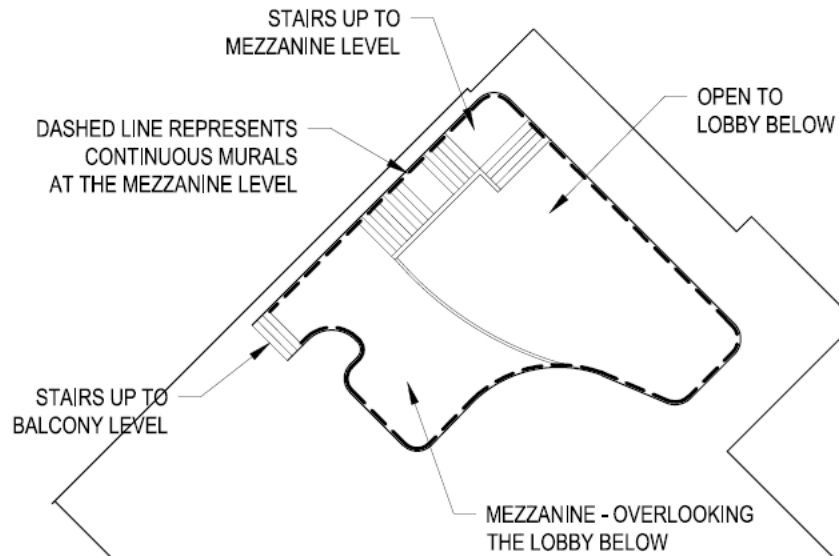 STAIRS UP TO
MEZZANINE LEVEL
OPEN TO
LOBBY BELOW
DASHED LINE REPRESENTS
CONTINUOUS MURALS
AT THE MEZZANINE LEVEL
STAIRS UP TO
BALCONY LEVEL
MEZZANINE - OVERLOOKING
THE LOBBY BELOW